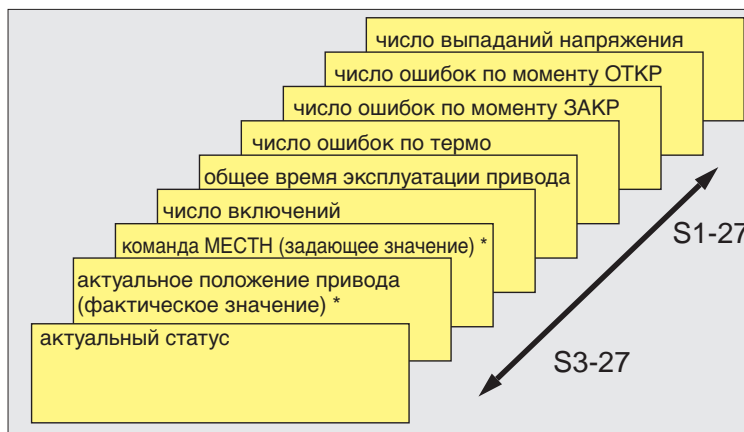 число выпаданий напряжения
число ошибок по моменту ОТКР
число ошибок по моменту ЗАКР
число ошибок по термо
общее время эксплуатации привода
число включений
команда МЕСТН (задающее значение) *
актуальное положение привода
(фактическое значение) *
актуальный статус
S1-27
S3-27